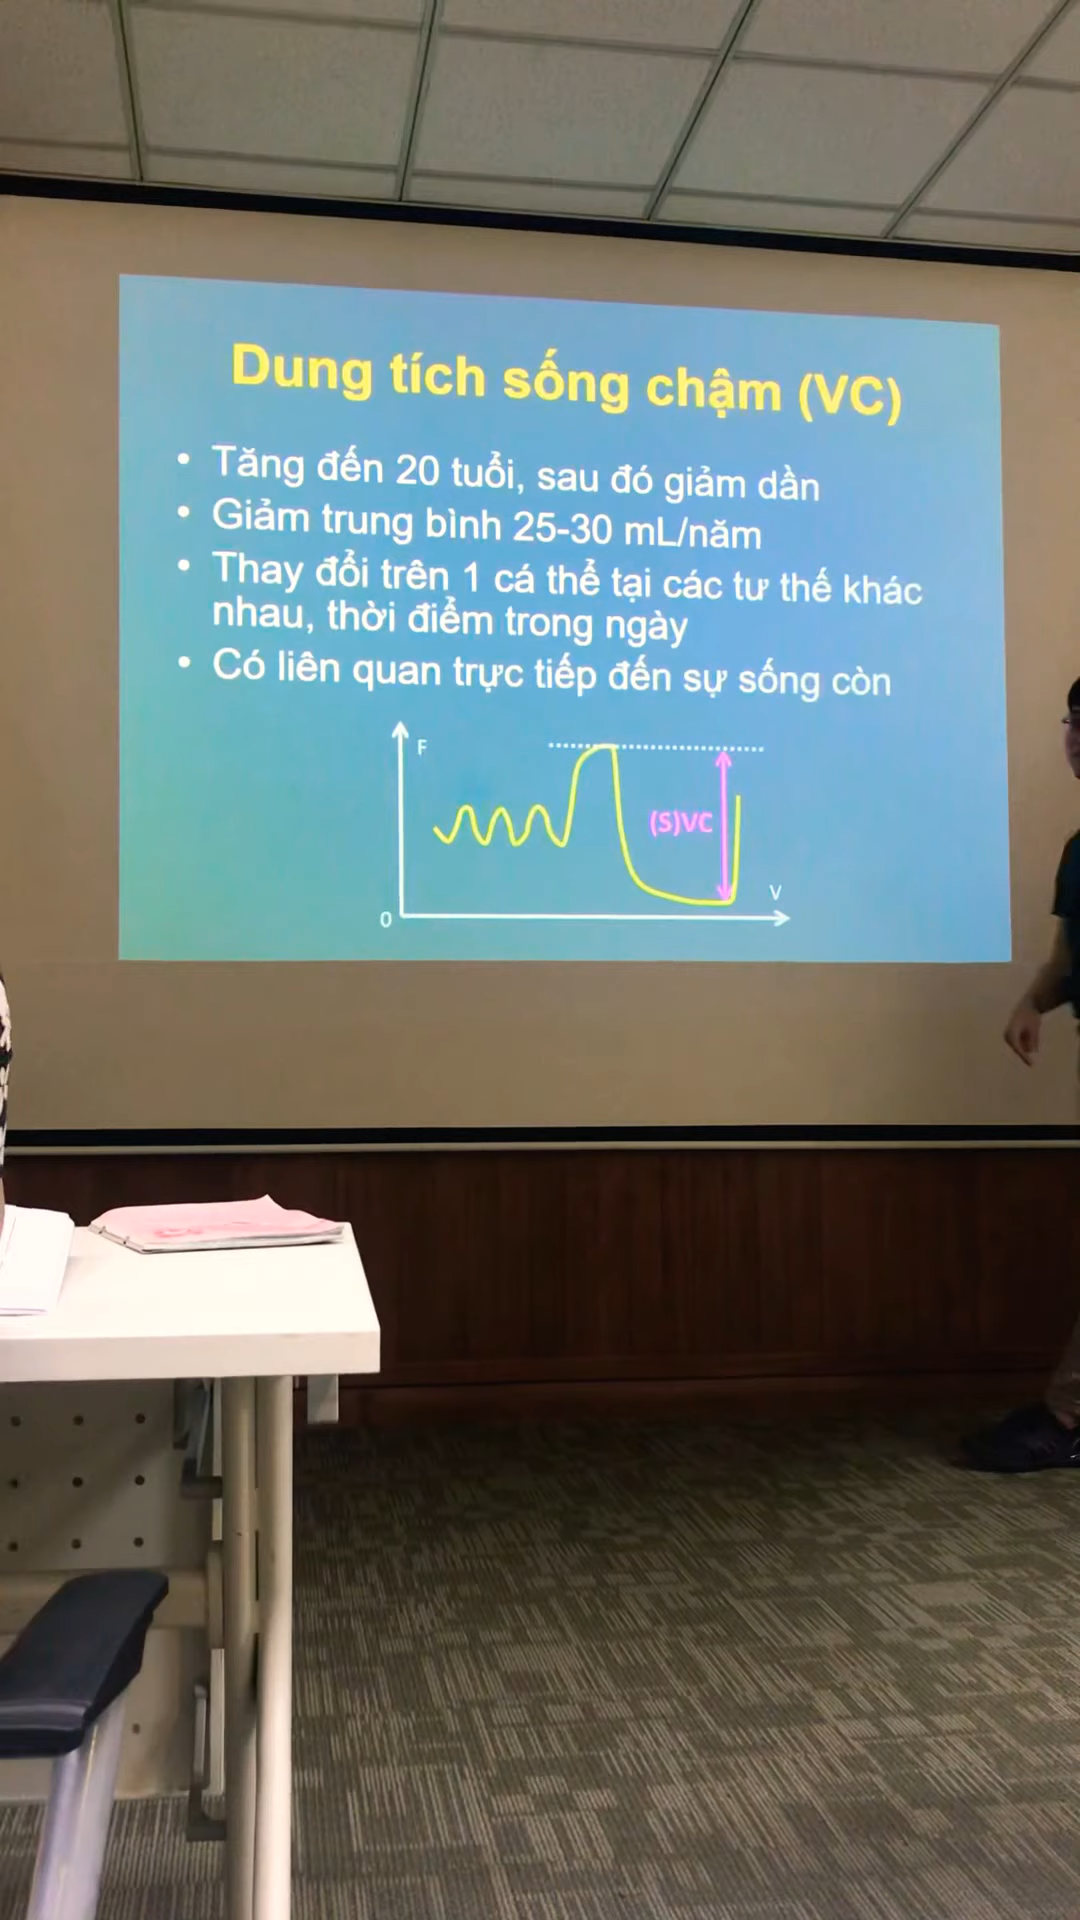 Dung tích sống chậm (VC)
• Tăng đến 20 tuổi, sau đó giảm dần
• Giảm trung bình 25-30 mL/năm
• Thay đổi trên 1 cá thể tại các tư thế khác
nhau, thời điểm trong ngày
• Có liên quan trực tiếp đến sự sống còn
F
(S)VC
V
0